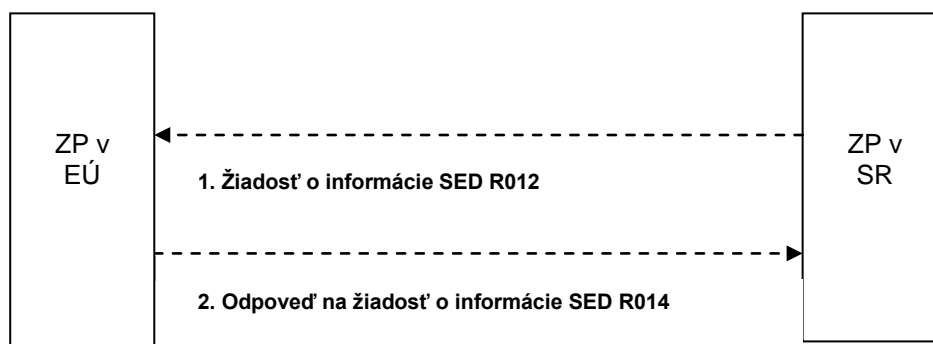 ZP v
EÚ
ZP v
SR
1. Žiadosť o informácie SED R012
2. Odpoveď na žiadosť o informácie SED R014